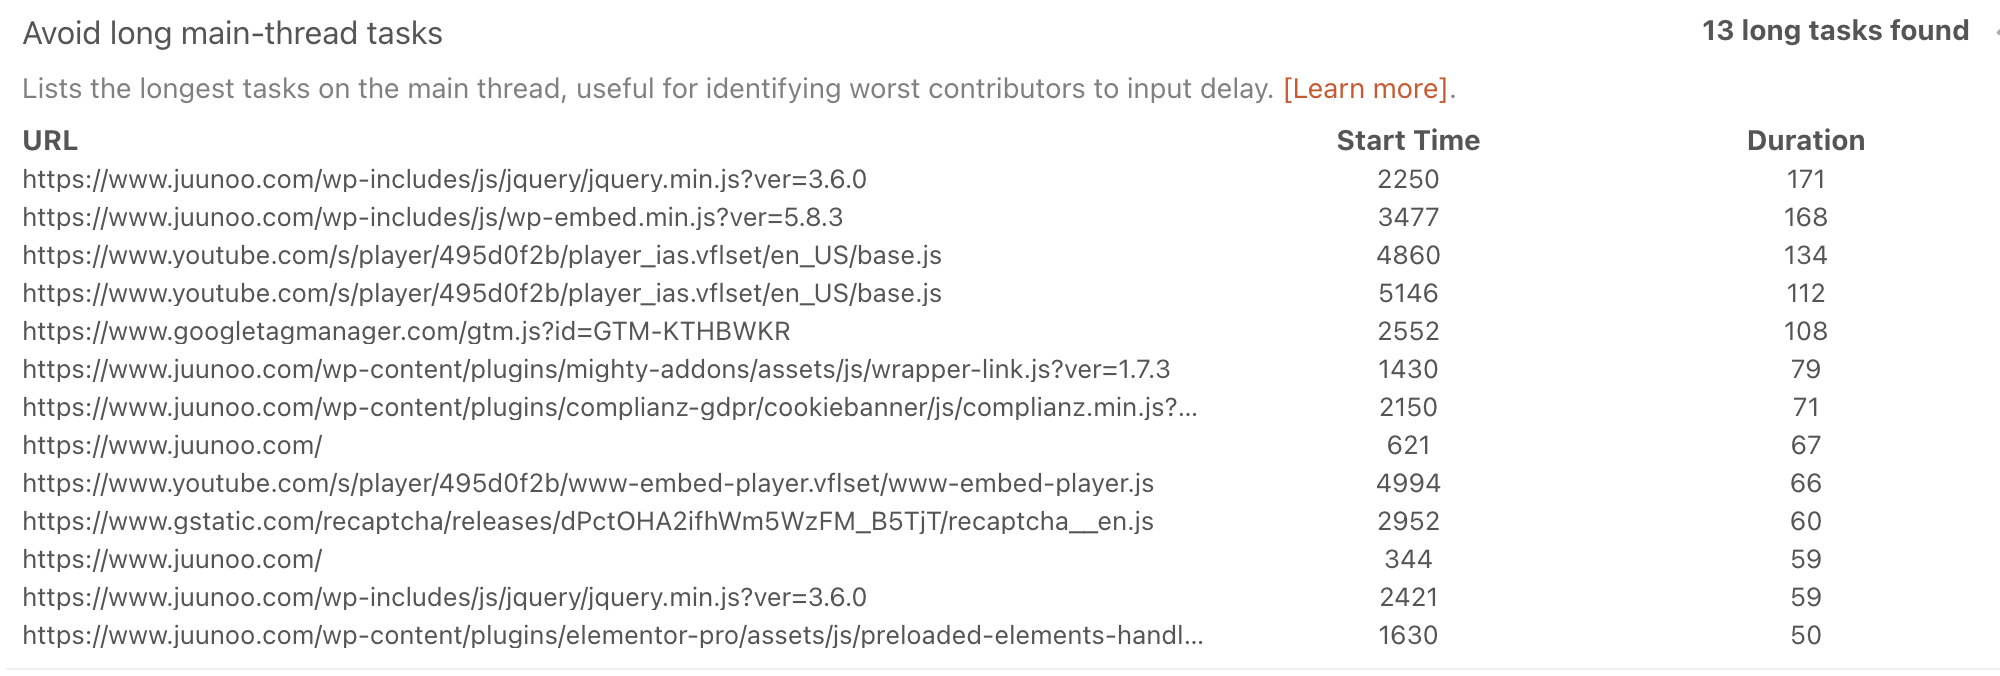 Avoid long main-thread tasks 13 long tasks found
Lists the longest tasks on the main thread, useful for identifying worst contributors to input delay. [Learn more].
URL Start Time Duration
https://www.juunoo.com/wp-includes/js/jquery/jquery.min.js?ver=3.6.0 2250 171
https://www.juunoo.com/wp-includes/js/wp-embed.min.js?ver=5.8.3 3477 168
https://www.youtube.com/s/player/495d0f2b/player_ias.vflset/en_US/base.js 4860 134
https://www.youtube.com/s/player/495d0f2b/player_ias.vflset/en_US/base.js 5146 112
https://www.googletagmanager.com/gtm.js?id=GTM-KTHBWKR 2552 108
https://www.juunoo.com/wp-content/plugins/mighty-addons/assets/js/wrapper-link.js?ver=1.7.3 1430 79
https://www.juunoo.com/wp-content/plugins/complianz-gdpr/cookiebanner/js/complianz.min.js?... 2150 71
https://www.juunoo.com/ 621 67
https://www.youtube.com/s/player/495d0f2b/www-embed-player.vflset/www-embed-player.js 4994 66
https://www.gstatic.com/recaptcha/releases/dPctOHA2ifhWm5WzFM_B5TjT/recaptcha__en.js 2952 60
https://www.juunoo.com/ 344 59
https://www.juunoo.com/wp-includes/js/jquery/jquery.min.js?ver=3.6.0 2421 59
https://www.juunoo.com/wp-content/plugins/elementor-pro/assets/js/preloaded-elements-handl... 1630 50